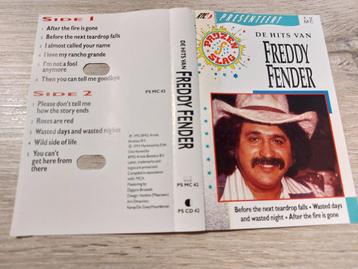 SIDE 1
After the fire is gone
Before the next teardrop falls
I almost called your name
I love my rancho grande
I'm not a fool
anymore
Then you can tell me goodbye
SIDE 2
Please don't tell me
how the story ends
Roses are red
Wasted days and wasted nights
Wild side of life
You can't
get here from
there
PS MC 42
DE HITS VAN
FREDDY FENDER
PS MC 42
PS CD 42
PRESENTEERT
PRIJZEN
SLAG
DE HITS VAN
FREDDY
FENDER
Before the next teardrop falls • Wasted days
and wasted night • After the fire is gone